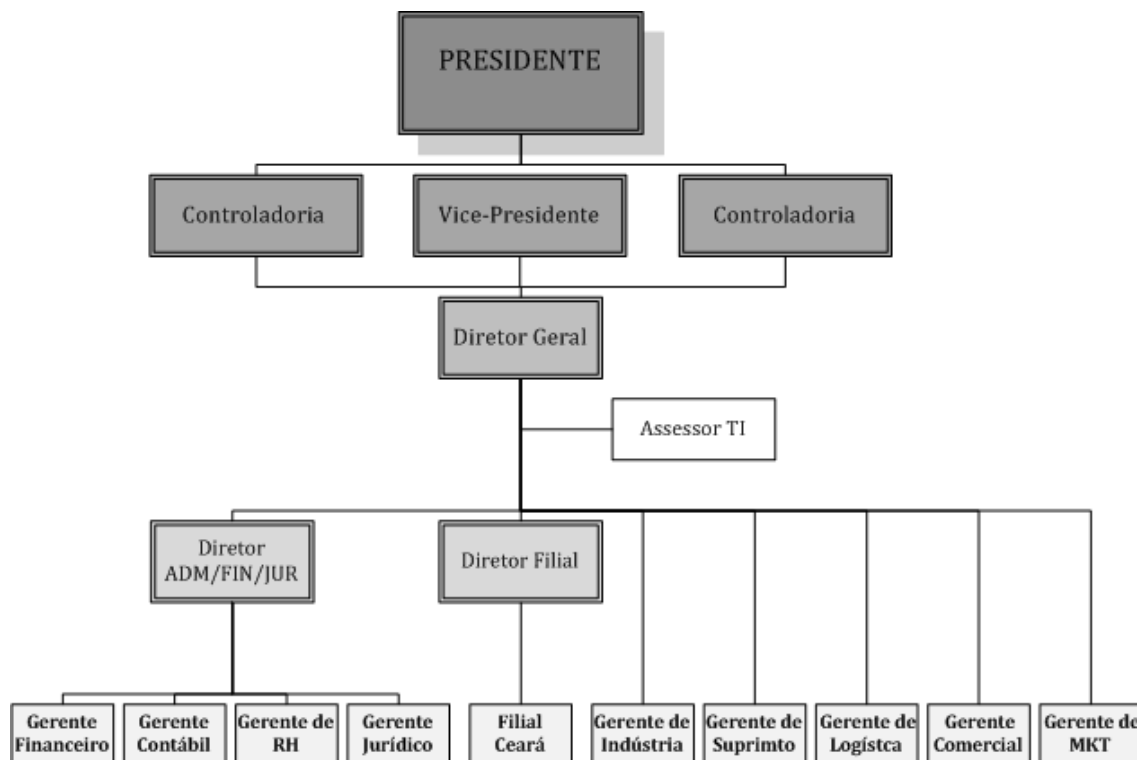 PRESIDENTE
Controladoria
Vice-Presidente
Controladoria
Diretor Geral
Assessor TI
Diretor
ADM/FIN/JUR
Diretor Filial
Gerente
Financeiro
Gerente
Contábil
Gerente de
RH
Gerente
Jurídico
Filial
Ceará
Gerente de
Indústria
Gerente de
Suprimto
Gerente de
Logístca
Gerente
Comercial
Gerente de
MKT